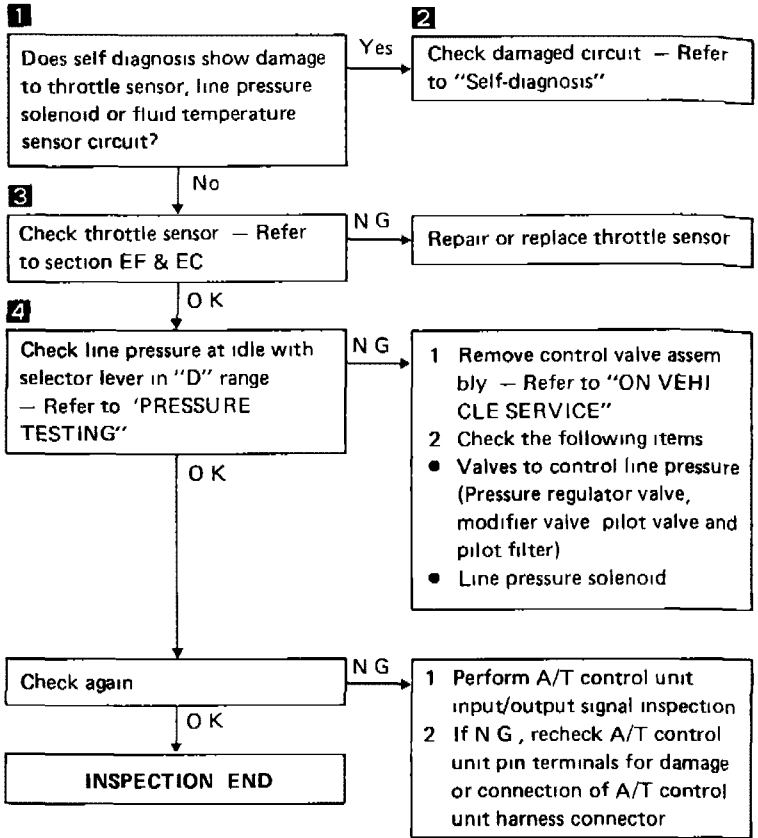 1
Does self diagnosis show damage
to throttle sensor, line pressure
solenoid or fluid temperature
sensor circuit?
Yes
2
Check damaged circuit — Refer
to "Self-diagnosis"
No
3
Check throttle sensor — Refer
to section EF & EC
N G
Repair or replace throttle sensor
O K
4
Check line pressure at idle with
selector lever in "D" range
— Refer to 'PRESSURE
TESTING"
N G
1 Remove control valve assem
bly — Refer to "ON VEHI
CLE SERVICE"
2 Check the following items
● Valves to control line pressure
(Pressure regulator valve,
modifier valve pilot valve and
pilot filter)
● Line pressure solenoid
O K
Check again
N G
1 Perform A/T control unit
input/output signal inspection
2 If N G , recheck A/T control
unit pin terminals for damage
or connection of A/T control
unit harness connector
O K
INSPECTION END